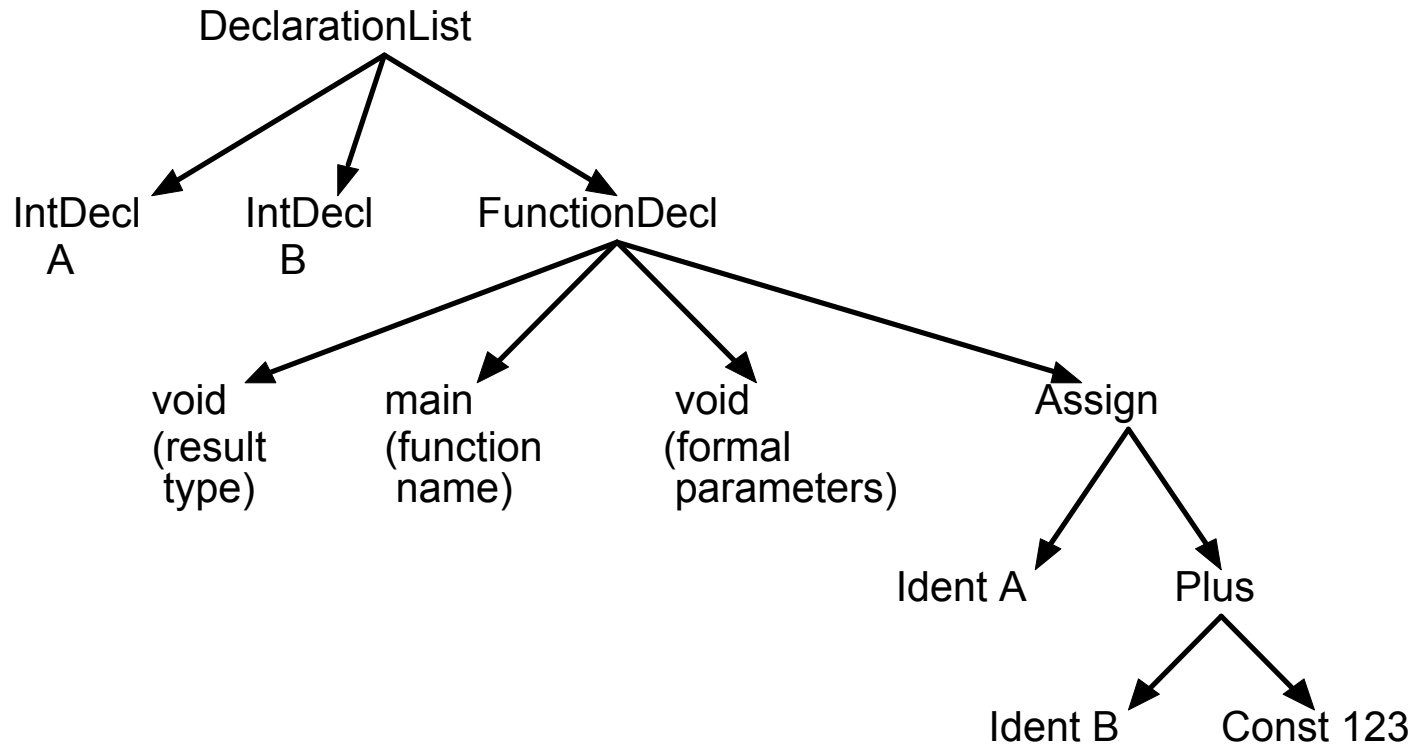 DeclarationList
IntDecl
A
IntDecl
B
FunctionDecl
void
(result
type)
main
(function
name)
void
(formal
parameters)
Assign
Ident A
Plus
Ident B
Const 123